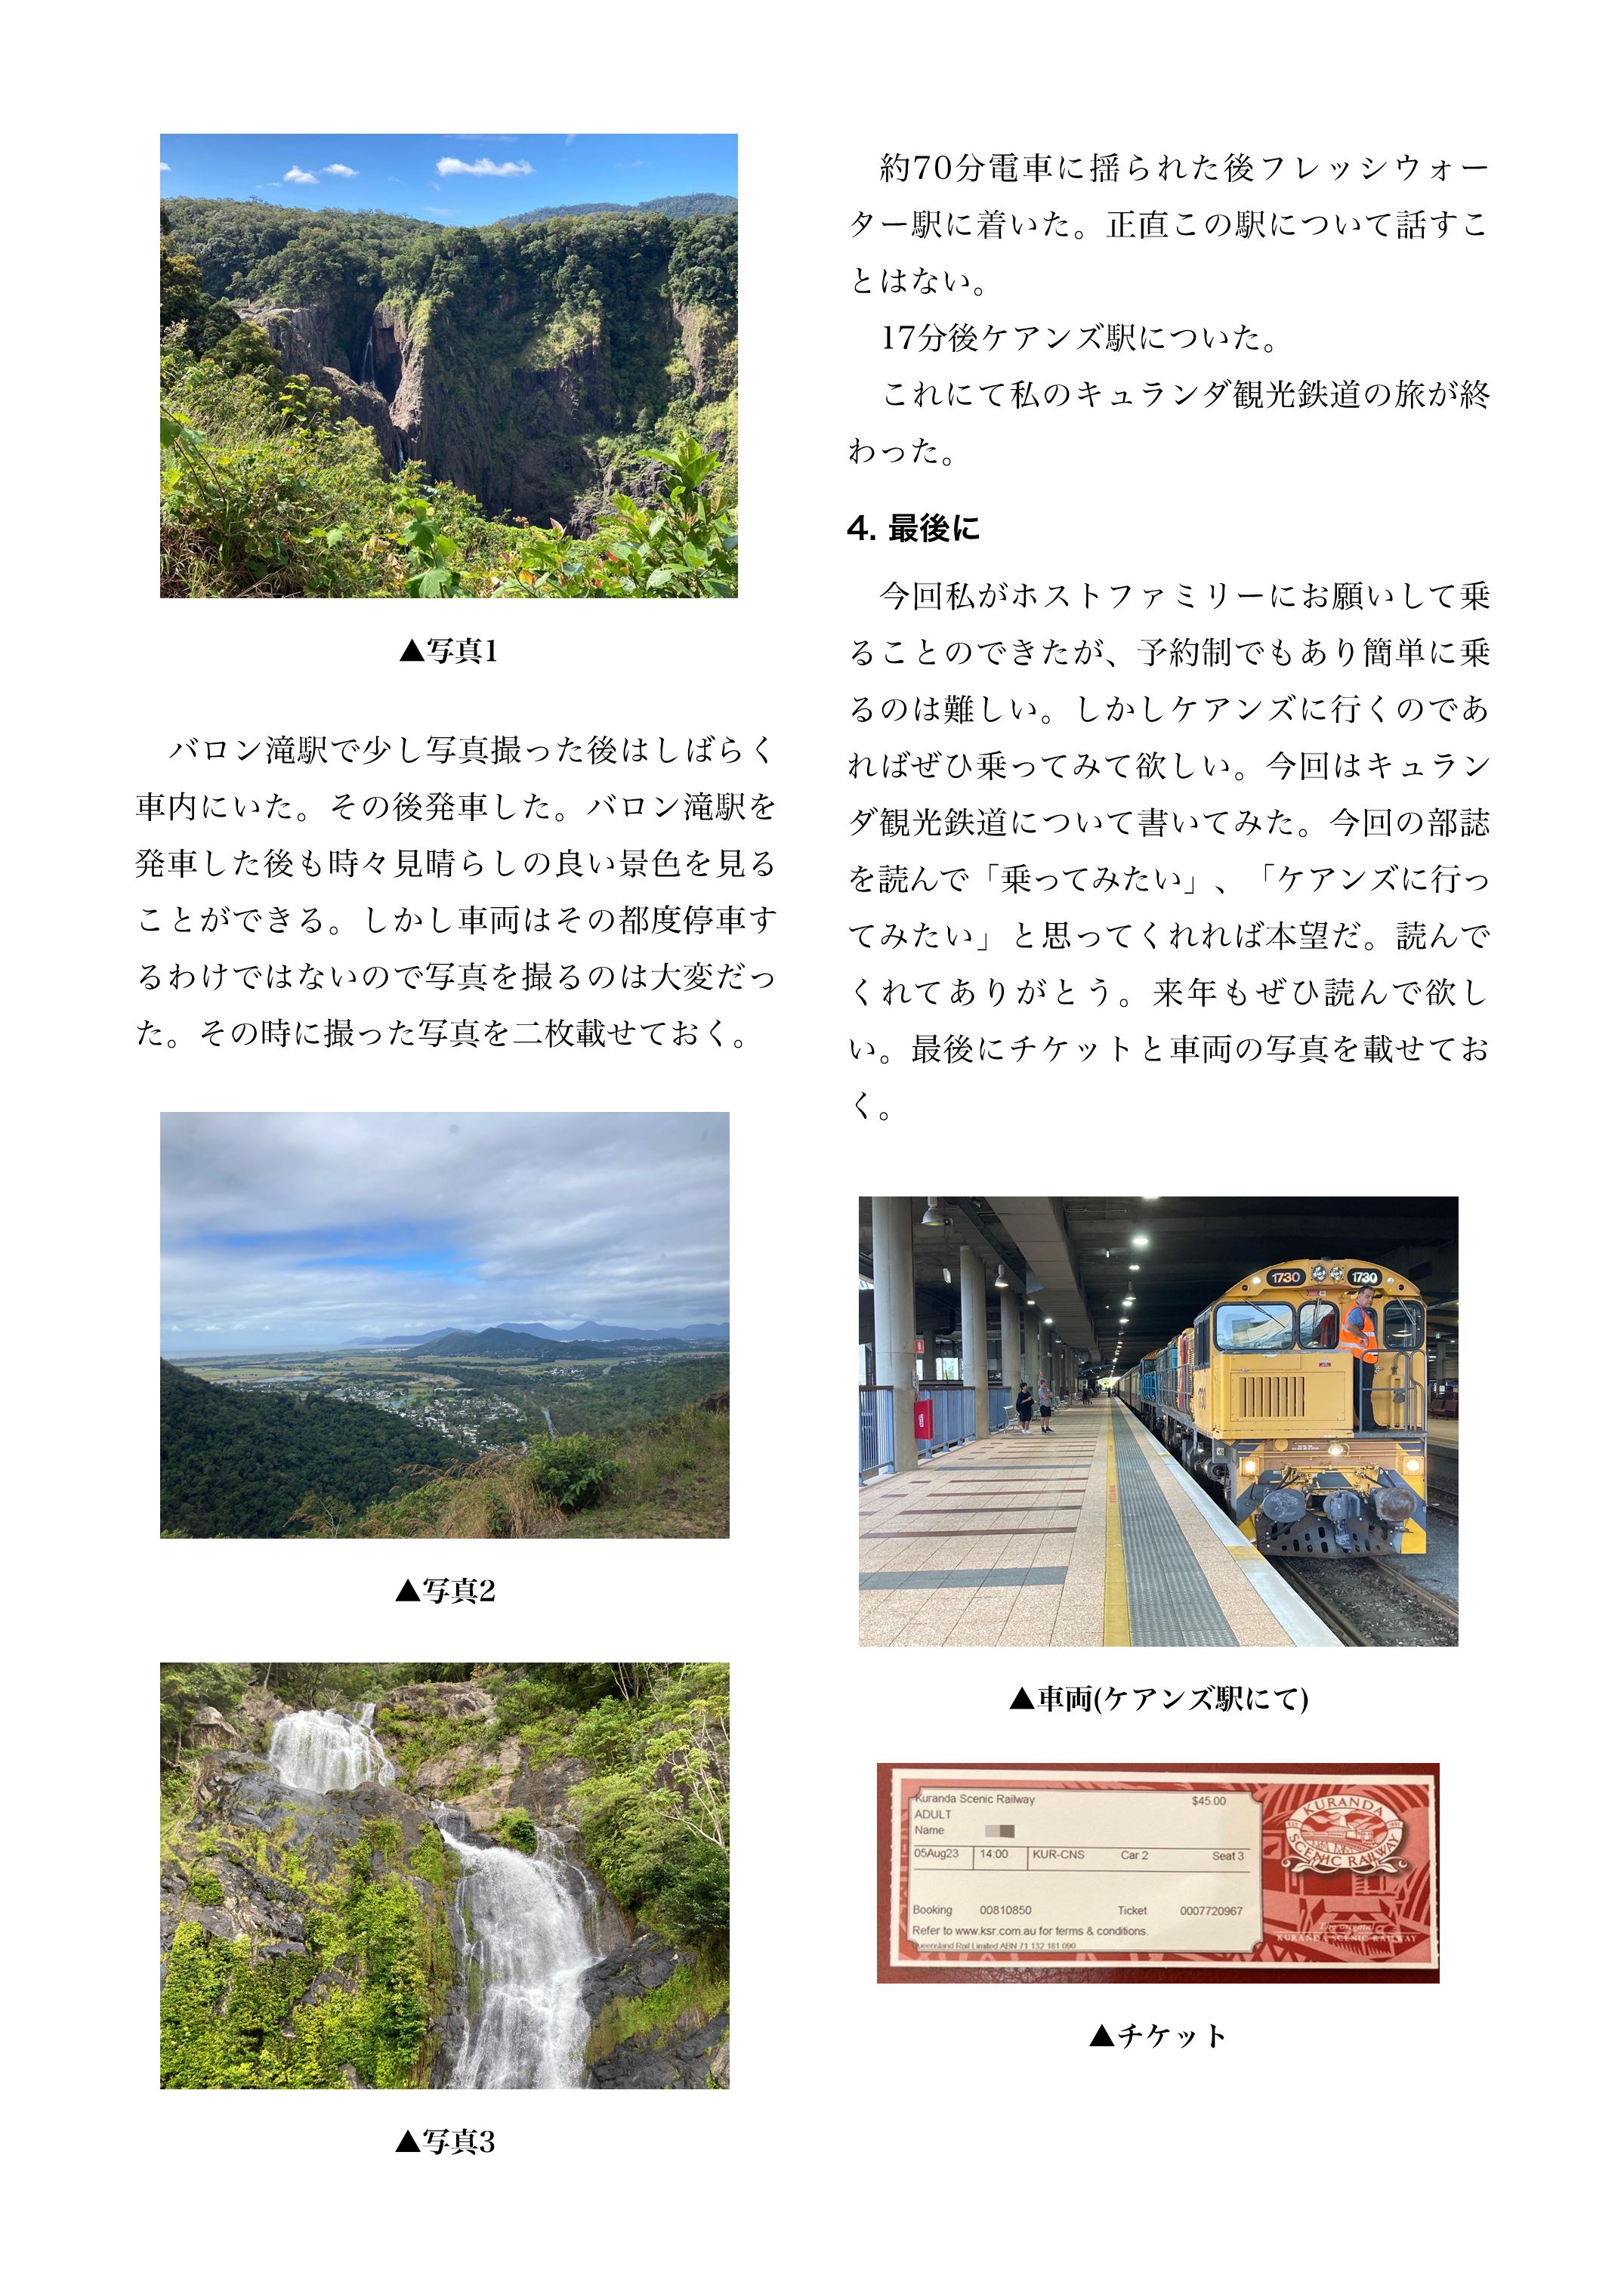 ▲写真1
バロン滝駅で少し写真撮った後はしばらく
車内にいた。その後発車した。バロン滝駅を
発車した後も時々見晴らしの良い景色を見る
ことができる。しかし車両はその都度停車す
るわけではないので写真を撮るのは大変だっ
た。その時に撮った写真を二枚載せておく。
▲写真2
▲写真3
約70分電車に揺られた後フレッシウォー
ター駅に着いた。正直この駅について話すこ
とはない。
17分後ケアンズ駅についた。
これにて私のキュランダ観光鉄道の旅が終
わった。
4. 最後に
今回私がホストファミリーにお願いして乗
ることのできたが、予約制でもあり簡単に乗
るのは難しい。しかしケアンズに行くのであ
ればぜひ乗ってみて欲しい。今回はキュラン
ダ観光鉄道について書いてみた。今回の部誌
を読んで「乗ってみたい」、「ケアンズに行っ
てみたい」と思ってくれれば本望だ。読んで
くれてありがとう。来年もぜひ読んで欲し
い。最後にチケットと車両の写真を載せてお
く。
1730 1730
▲車両(ケアンズ駅にて)
Kuranda Scenic Railway $45.00
ADULT
Name
05Aug23 14:00 KUR-CNS Car 2 Seat 3
Booking 00810850 Ticket 0007720967
Refer to www.ksr.com.au for terms & conditions.
Queensland Rail Limited ABN 71 132 181 090
KURANDA
SCENIC RAILWAY
KURANDA SCENIC RAILWAY
▲チケット